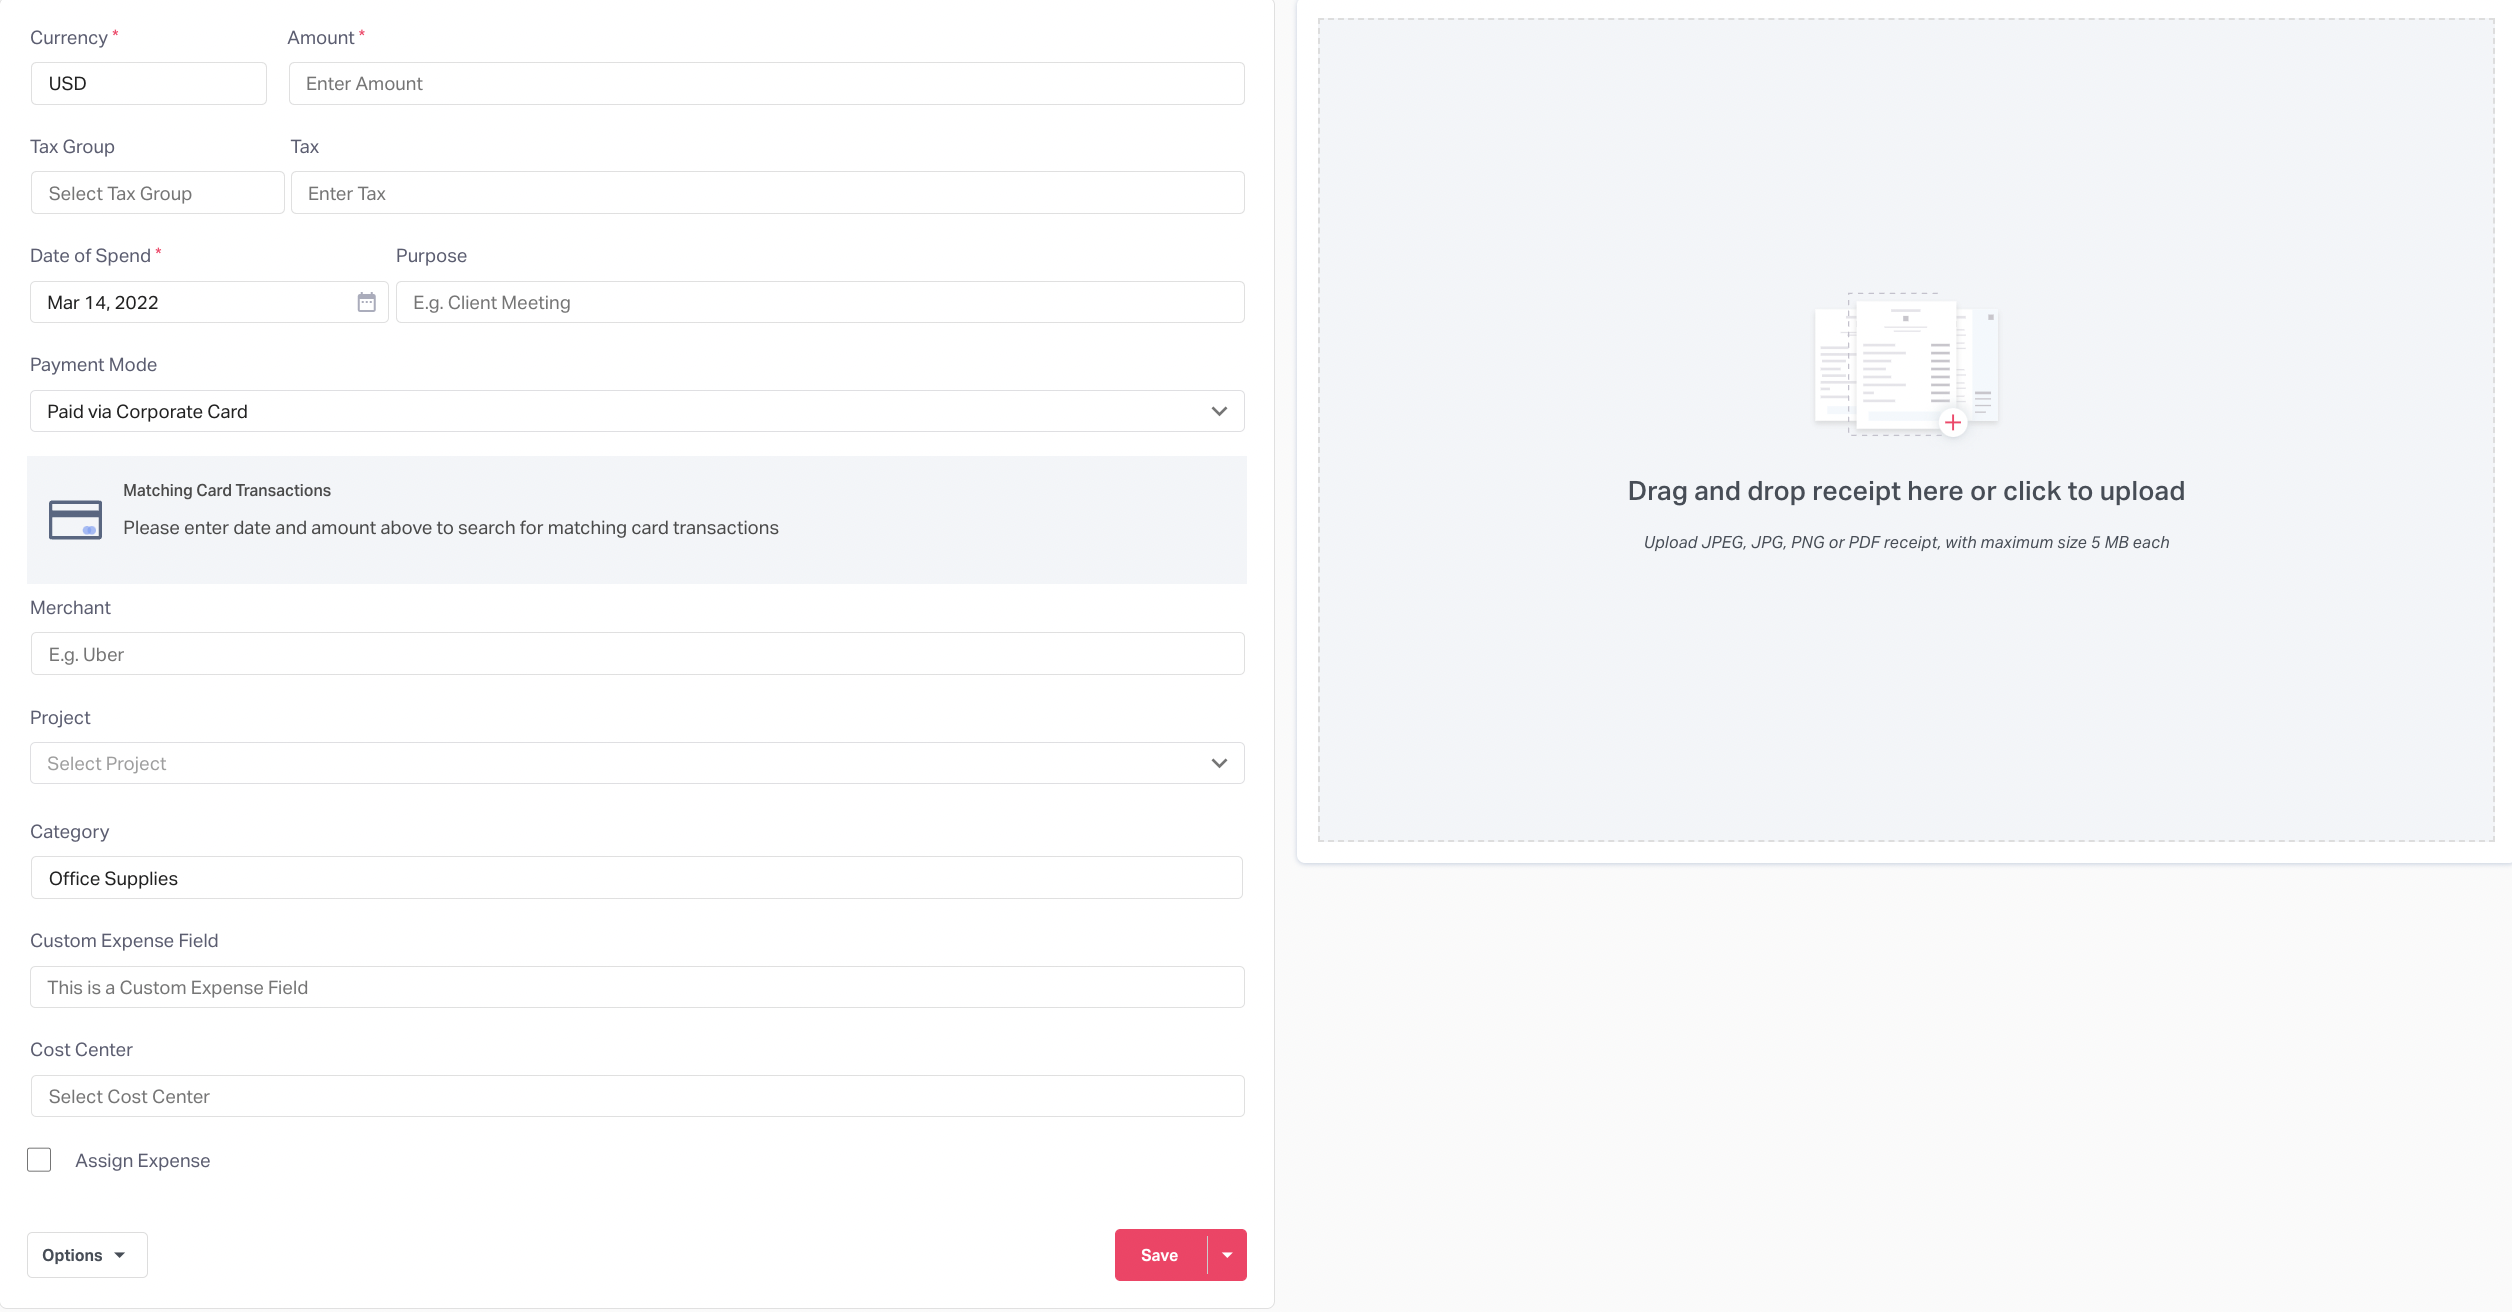 Currency * Amount *
USD Enter Amount
Tax Group Tax
Select Tax Group Enter Tax
Date of Spend * Purpose
Mar 14, 2022 E.g. Client Meeting
Payment Mode
Paid via Corporate Card
Matching Card Transactions
Please enter date and amount above to search for matching card transactions
Merchant
E.g. Uber
Project
Select Project
Category
Office Supplies
Custom Expense Field
This is a Custom Expense Field
Cost Center
Select Cost Center
Assign Expense
Options Save
Drag and drop receipt here or click to upload
Upload JPEG, JPG, PNG or PDF receipt, with maximum size 5 MB each